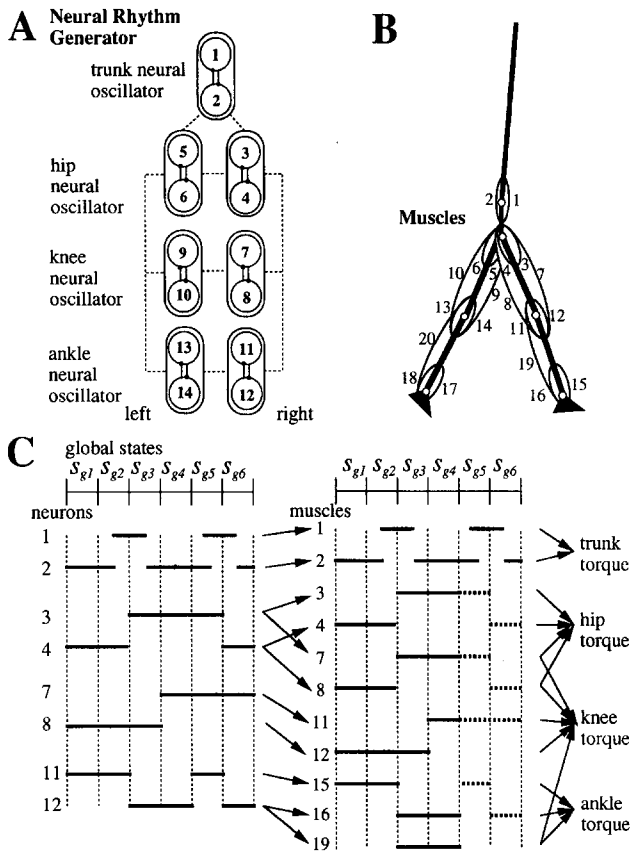 A
Neural Rhythm
Generator
trunk neural
oscillator
1
2
hip
neural
oscillator
5
3
6
4
knee
neural
oscillator
9
7
10
8
ankle
neural
oscillator
13
11
14
12
left
right
B
Muscles
2
1
6
5
4
3
10
9
8
7
13
14
11
12
20
19
18
17
16
15
C
global states
Sg1 Sg2 Sg3 Sg4 Sg5 Sg6
neurons
1
2
3
4
7
8
11
12
Sg1 Sg2 Sg3 Sg4 Sg5 Sg6
muscles
1
2
3
4
7
8
11
12
15
16
19
trunk
torque
hip
torque
knee
torque
ankle
torque